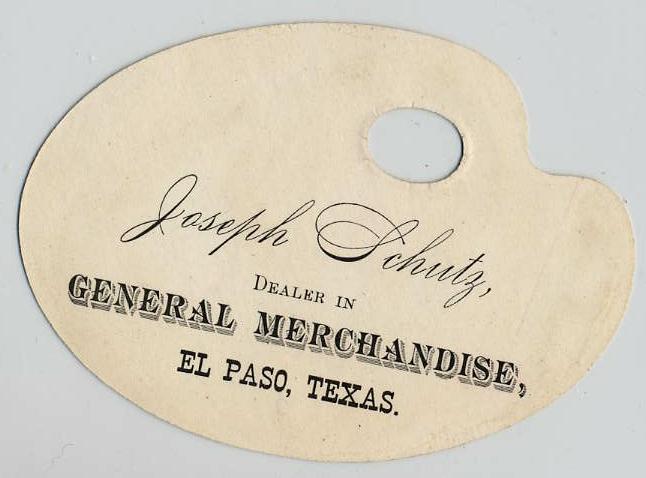 Joseph Schutz,
DEALER IN
GENERAL MERCHANDISE,
EL PASO, TEXAS.